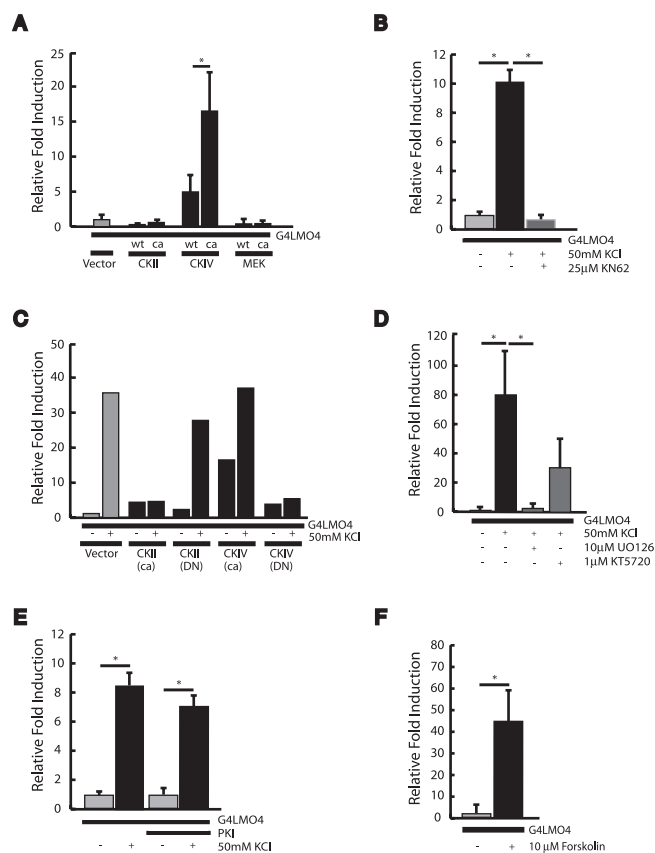 A
Relative Fold Induction
25
20
15
10
5
0
*
G4LMO4
wt ca wt ca wt ca
Vector CKII CKIV MEK
B
Relative Fold Induction
12
10
8
6
4
2
0
* *
G4LMO4
- + + 50mM KCl
- - + 25µM KN62
C
Relative Fold Induction
50
40
30
20
10
0
G4LMO4
- + - + - + - + - + 50mM KCl
Vector CKII CKII CKIV CKIV
(ca) (DN) (ca) (DN)
D
Relative Fold Induction
120
100
80
60
40
20
0
* *
G4LMO4
- + + + 50mM KCl
- - + - 10µM UO126
- - - + 1µM KT5720
E
Relative Fold Induction
12
10
8
6
4
2
0
* *
G4LMO4
PKI
- + - + 50mM KCl
F
Relative Fold Induction
80
70
60
50
40
30
20
10
0
*
G4LMO4
- + 10 µM Forskolin